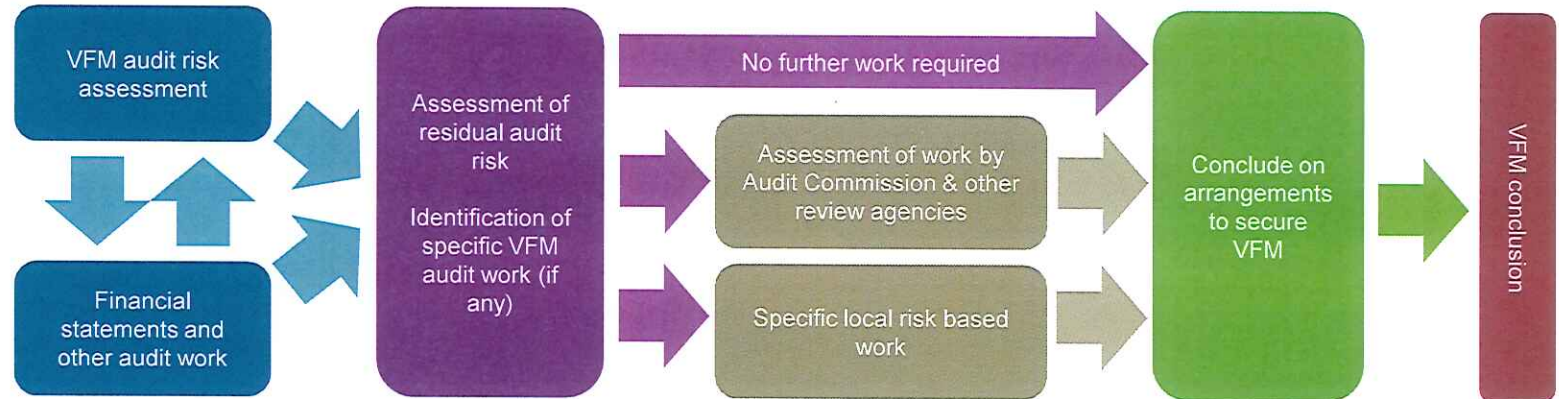 VFM audit risk
assessment
Financial
statements and
other audit work
Assessment of
residual audit
risk
Identification of
specific VFM
audit work (if
any)
No further work required
Assessment of work by
Audit Commission & other
review agencies
Specific local risk based
work
Conclude on
arrangements
to secure
VFM
VFM conclusion